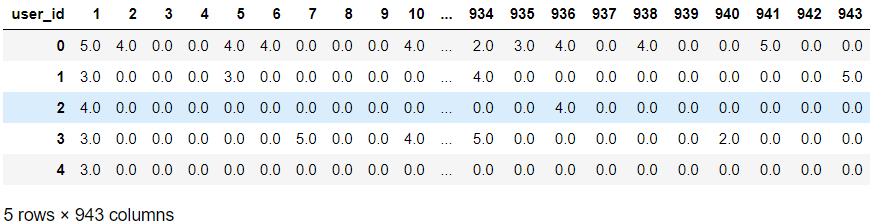 user_id 1 2 3 4 5 6 7 8 9 10 ... 934 935 936 937 938 939 940 941 942 943
0 5.0 4.0 0.0 0.0 4.0 4.0 0.0 0.0 0.0 4.0 ... 2.0 3.0 4.0 0.0 4.0 0.0 0.0 5.0 0.0 0.0
1 3.0 0.0 0.0 0.0 3.0 0.0 0.0 0.0 0.0 0.0 ... 4.0 0.0 0.0 0.0 0.0 0.0 0.0 0.0 0.0 5.0
2 4.0 0.0 0.0 0.0 0.0 0.0 0.0 0.0 0.0 0.0 ... 0.0 0.0 4.0 0.0 0.0 0.0 0.0 0.0 0.0 0.0
3 3.0 0.0 0.0 0.0 0.0 0.0 5.0 0.0 0.0 4.0 ... 5.0 0.0 0.0 0.0 0.0 0.0 2.0 0.0 0.0 0.0
4 3.0 0.0 0.0 0.0 0.0 0.0 0.0 0.0 0.0 0.0 ... 0.0 0.0 0.0 0.0 0.0 0.0 0.0 0.0 0.0 0.0
5 rows × 943 columns